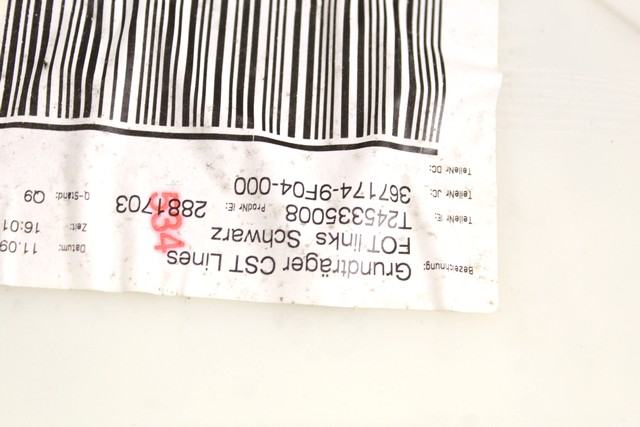 Bezeichnung: Grundträger CST Lines
FOT links Schwarz
TeileNr IE: T245335008 ProdNr IE: 2881703
TeileNr JC: 367174-9F04-000
TeileNr DC:
Datum: 11.09
Zeit: 16:01
Q-Stand: Q9
534